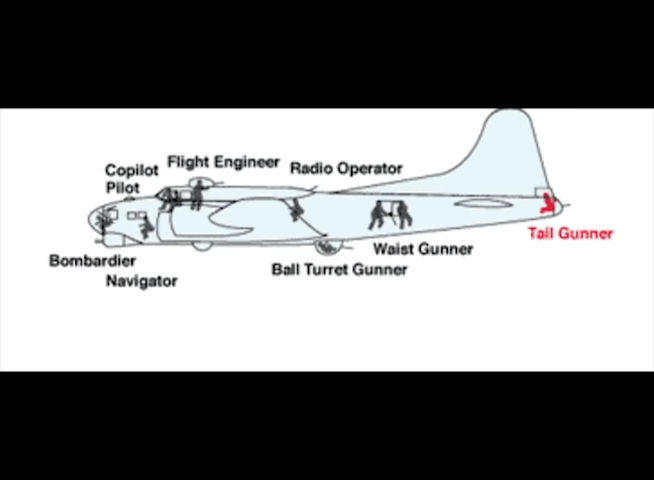 Copilot
Pilot
Flight Engineer
Radio Operator
Bombardier
Navigator
Ball Turret Gunner
Waist Gunner
Tail Gunner